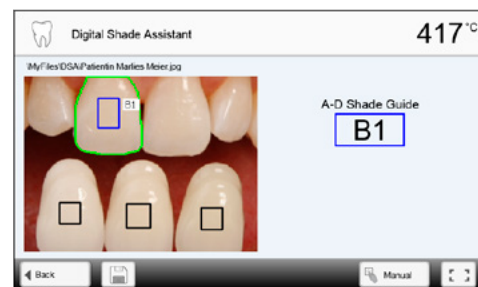 Digital Shade Assistant
417°C
\MyFiles\DSA\Patientin Marlies Meier.jpg
B1
A-D Shade Guide
B1
Back
Manual